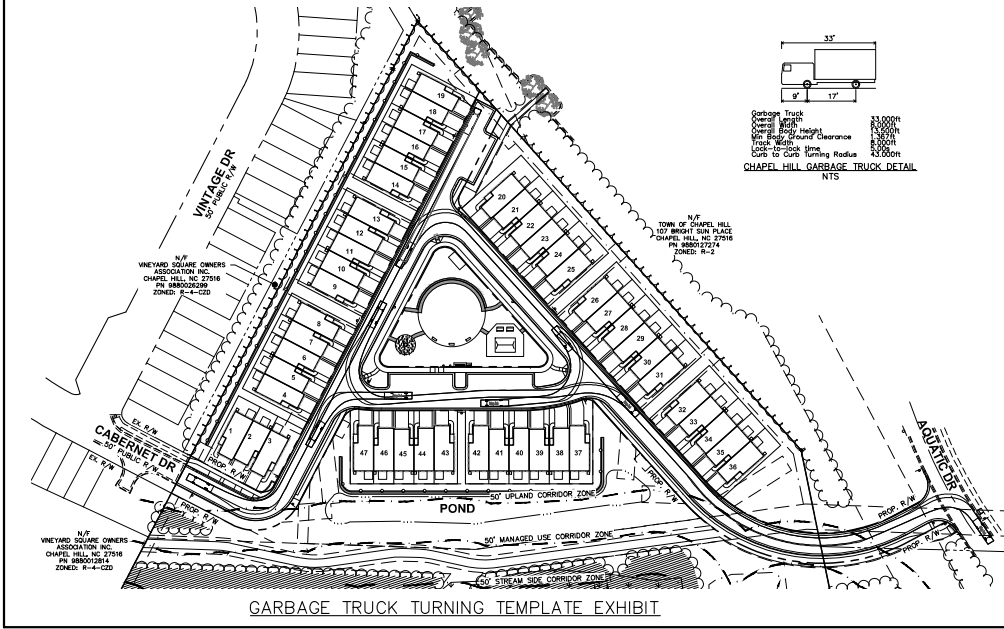 33'
9' 17'
Garbage Truck
Overall Length 33.000ft
Overall Width 8.000ft
Overall Body Height 13.500ft
Min Body Ground Clearance 1.367ft
Track Width 8.000ft
Lock-to-lock time 5.00s
Curb to Curb Turning Radius 43.000ft
CHAPEL HILL GARBAGE TRUCK DETAIL
NTS
VINTAGE DR
50' PUBLIC R/W
N/F
VINEYARD SQUARE OWNERS
ASSOCIATION INC.
CHAPEL HILL, NC 27516
PN 9880026299
ZONED: R-4-CZD
N/F
TOWN OF CHAPEL HILL
107 BRIGHT SUN PLACE
CHAPEL HILL, NC 27516
PN 9880127274
ZONED: R-2
19
18
17
16
15
14
13
12
11
10
9
8
7
6
5
4
1
2
3
20
21
22
23
24
25
26
27
28
29
30
31
32
33
34
35
36
47 46 45 44 43 42 41 40 39 38 37
EX. R/W
CABERNET DR
50' PUBLIC R/W
EX. R/W
PROP. R/W
PROP. R/W
PROP. R/W
PROP. R/W
PROP. R/W
AQUATIC DR
50' UPLAND CORRIDOR ZONE
POND
50' MANAGED USE CORRIDOR ZONE
50' STREAM SIDE CORRIDOR ZONE
N/F
VINEYARD SQUARE OWNERS
ASSOCIATION INC.
CHAPEL HILL, NC 27516
PN 9880012814
ZONED: R-4-CZD
GARBAGE TRUCK TURNING TEMPLATE EXHIBIT